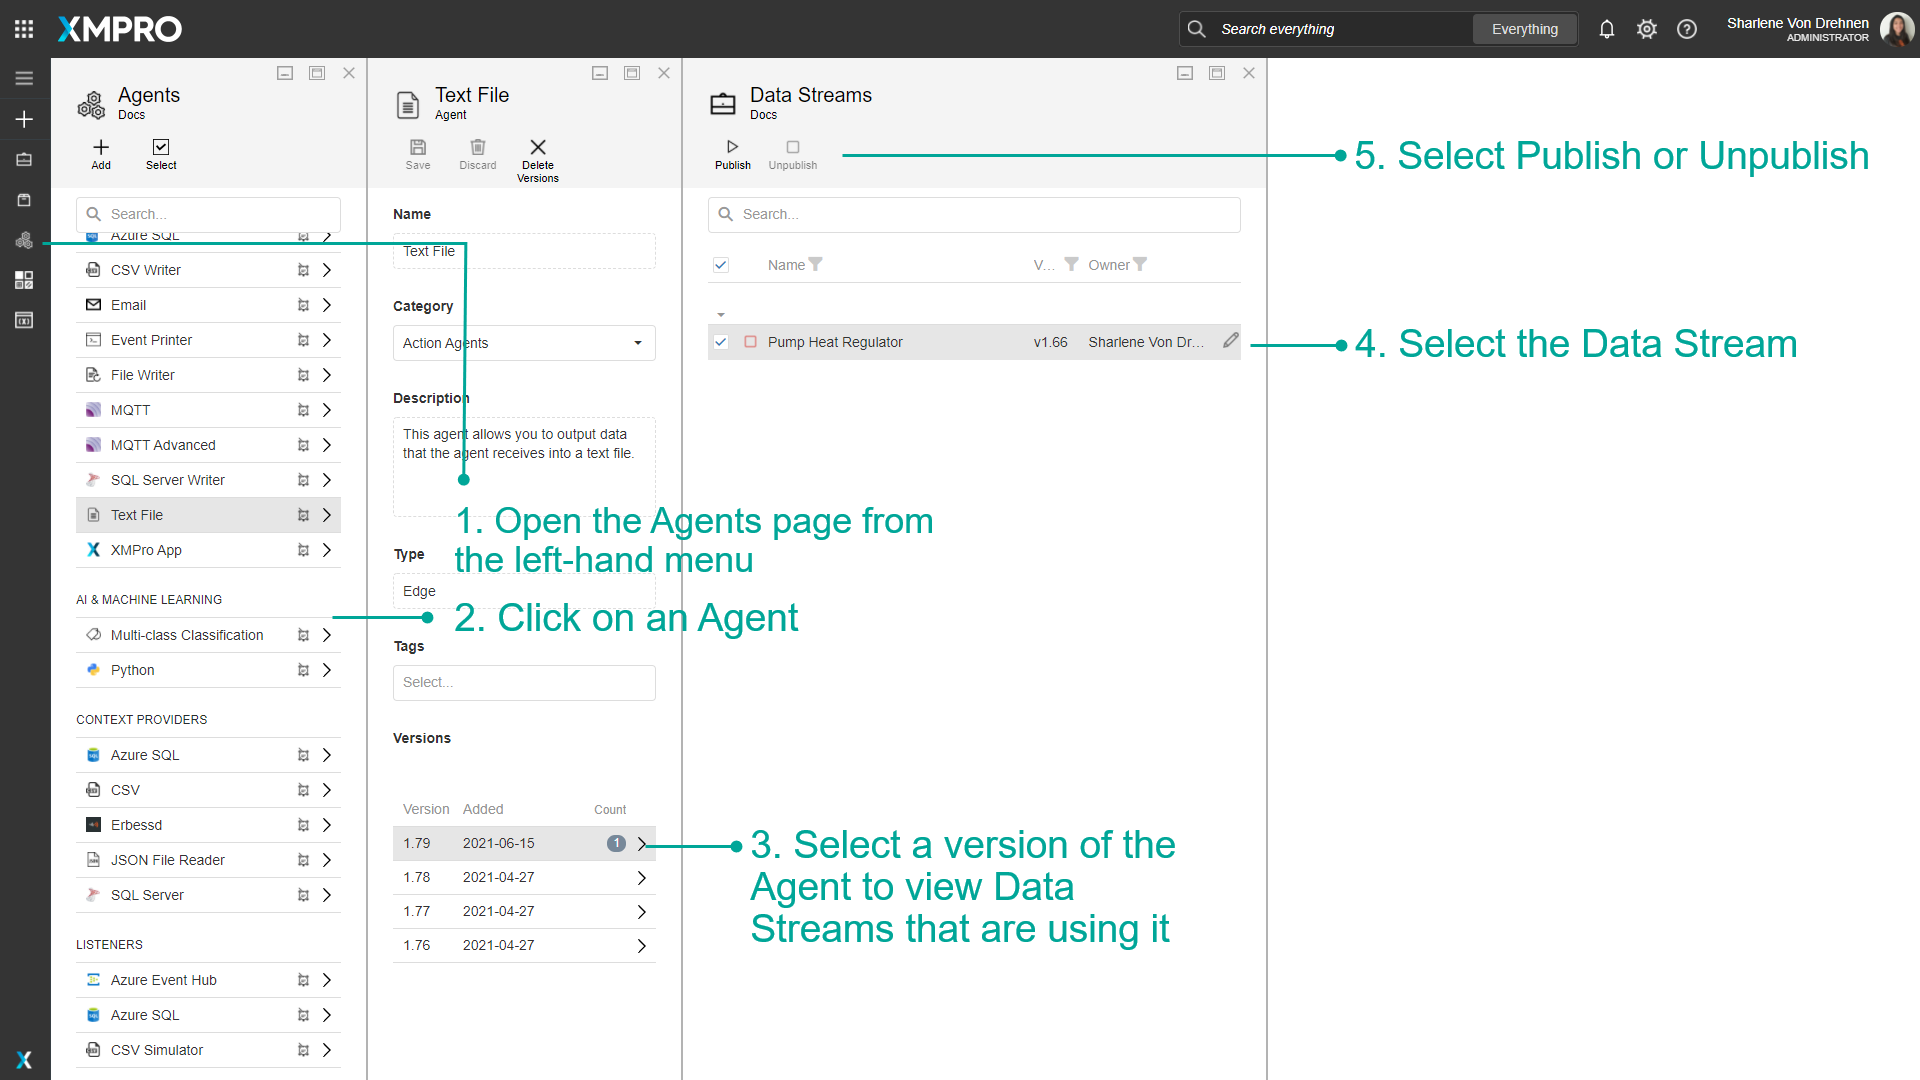 XMPRO
Search everything
Everything
Sharlene Von Drehnen
ADMINISTRATOR
Agents
Docs
Add
Select
Search...
Azure SQL
CSV Writer
Email
Event Printer
File Writer
MQTT
MQTT Advanced
SQL Server Writer
Text File
XMPro App
AI & MACHINE LEARNING
Multi-class Classification
Python
CONTEXT PROVIDERS
Azure SQL
CSV
Erbessd
JSON File Reader
SQL Server
LISTENERS
Azure Event Hub
Azure SQL
CSV Simulator
Text File
Agent
Save
Discard
Delete
Versions
Name
Text File
Category
Action Agents
Description
This agent allows you to output data
that the agent receives into a text file.
Type
Edge
Tags
Select...
Versions
Version Added Count
1.79 2021-06-15 1
1.78 2021-04-27
1.77 2021-04-27
1.76 2021-04-27
Data Streams
Docs
Publish
Unpublish
Search...
Name V... Owner
Pump Heat Regulator v1.66 Sharlene Von Dr...
1. Open the Agents page from
the left-hand menu
2. Click on an Agent
3. Select a version of the
Agent to view Data
Streams that are using it
4. Select the Data Stream
5. Select Publish or Unpublish